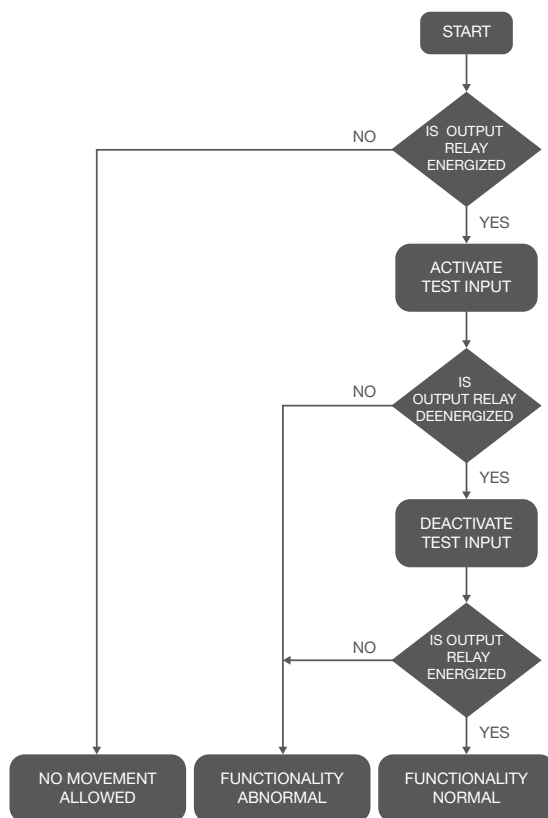 START
IS OUTPUT
RELAY
ENERGIZED
NO
YES
ACTIVATE
TEST INPUT
IS
OUTPUT RELAY
DEENERGIZED
NO
YES
DEACTIVATE
TEST INPUT
IS OUTPUT
RELAY
ENERGIZED
NO
YES
NO MOVEMENT
ALLOWED
FUNCTIONALITY
ABNORMAL
FUNCTIONALITY
NORMAL